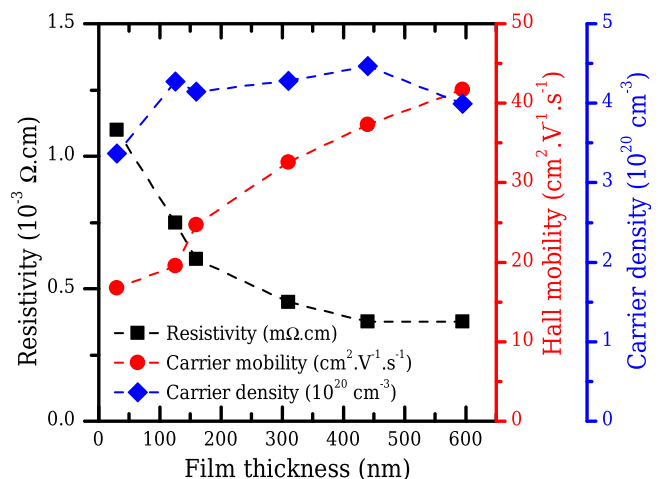 1.5
1.0
0.5
0.0
Resistivity (10⁻³ Ω.cm)
50
40
30
20
10
0
Hall mobility (cm².V⁻¹.s⁻¹)
5
4
3
2
1
0
Carrier density (10²⁰ cm⁻³)
Resistivity (mΩ.cm)
Carrier mobility (cm².V⁻¹.s⁻¹)
Carrier density (10²⁰ cm⁻³)
0 100 200 300 400 500 600
Film thickness (nm)